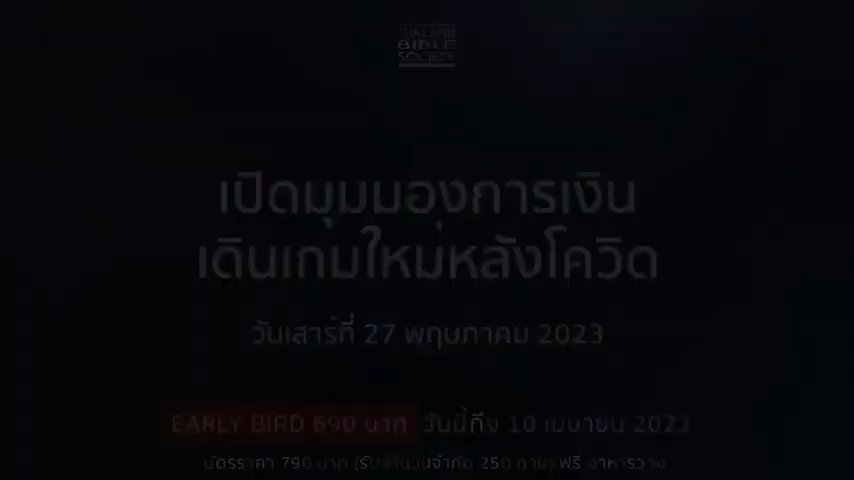 THAILAND
BIBLE
SOCIETY
เปิดมุมมองการเงิน
เดินเกมใหม่หลังโควิด
วันเสาร์ที่ 27 พฤษภาคม 2023
EARLY BIRD 690 บาท วันนี้ถึง 10 เมษายน 2023
บัตรราคา 790 บาท (รับจำนวนจำกัด 250 ท่าน) ฟรี อาหารว่าง